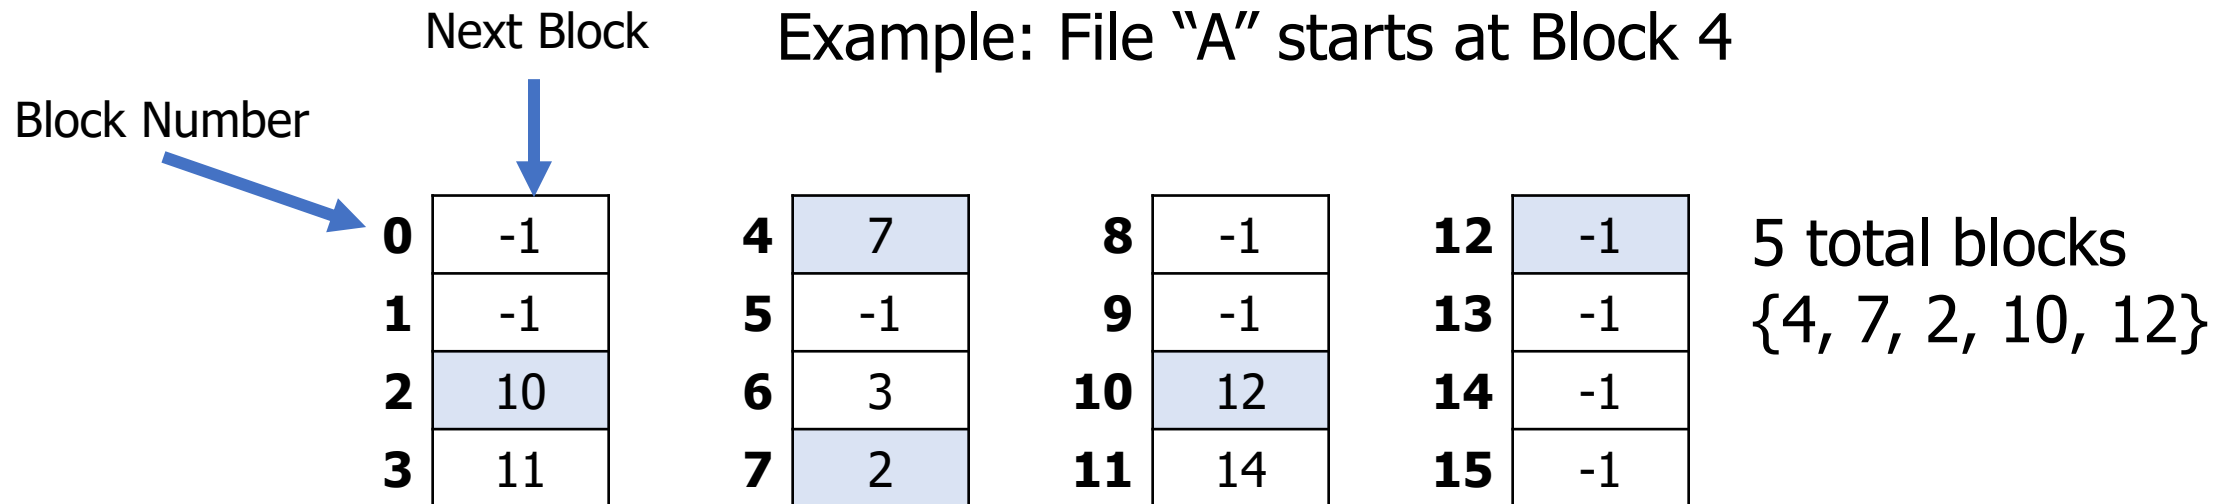 Next Block
Example: File “A” starts at Block 4
Block Number
0 -1 4 7 8 -1 12 -1
1 -1 5 -1 9 -1 13 -1
2 10 6 3 10 12 14 -1
3 11 7 2 11 14 15 -1
5 total blocks
{4, 7, 2, 10, 12}